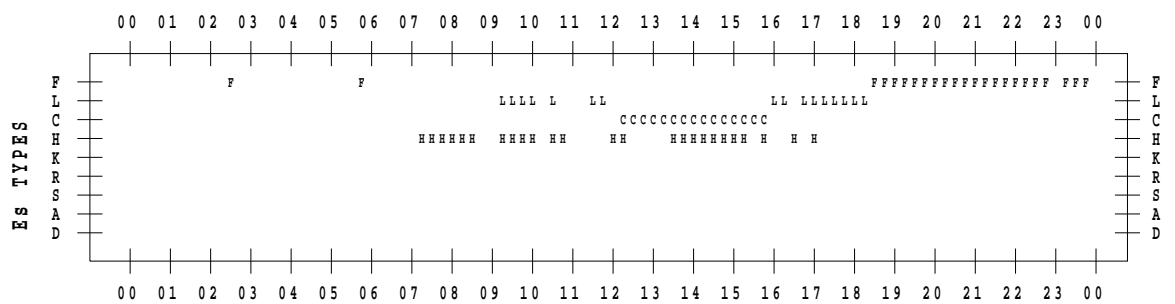 00 01 02 03 04 05 06 07 08 09 10 11 12 13 14 15 16 17 18 19 20 21 22 23 00
F F F FFFFFFFFFFFFFFFFFF FFF F
L LLLL L LL LL LLLLLLL L
C CCCCCCCCCCCCCCC C
H HHHHHH HHHH HH HH HHHHHHHH H H H H
K K
R R
S S
A A
D D
Es TYPES
00 01 02 03 04 05 06 07 08 09 10 11 12 13 14 15 16 17 18 19 20 21 22 23 00